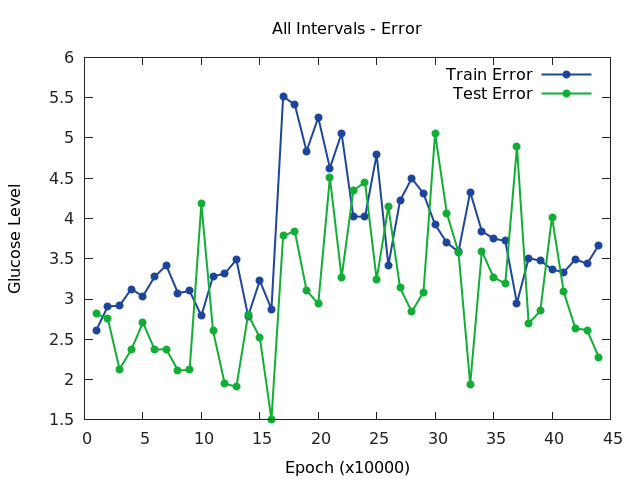 All Intervals - Error
Train Error
Test Error
6
5.5
5
4.5
4
3.5
3
2.5
2
1.5
Glucose Level
0 5 10 15 20 25 30 35 40 45
Epoch (x10000)